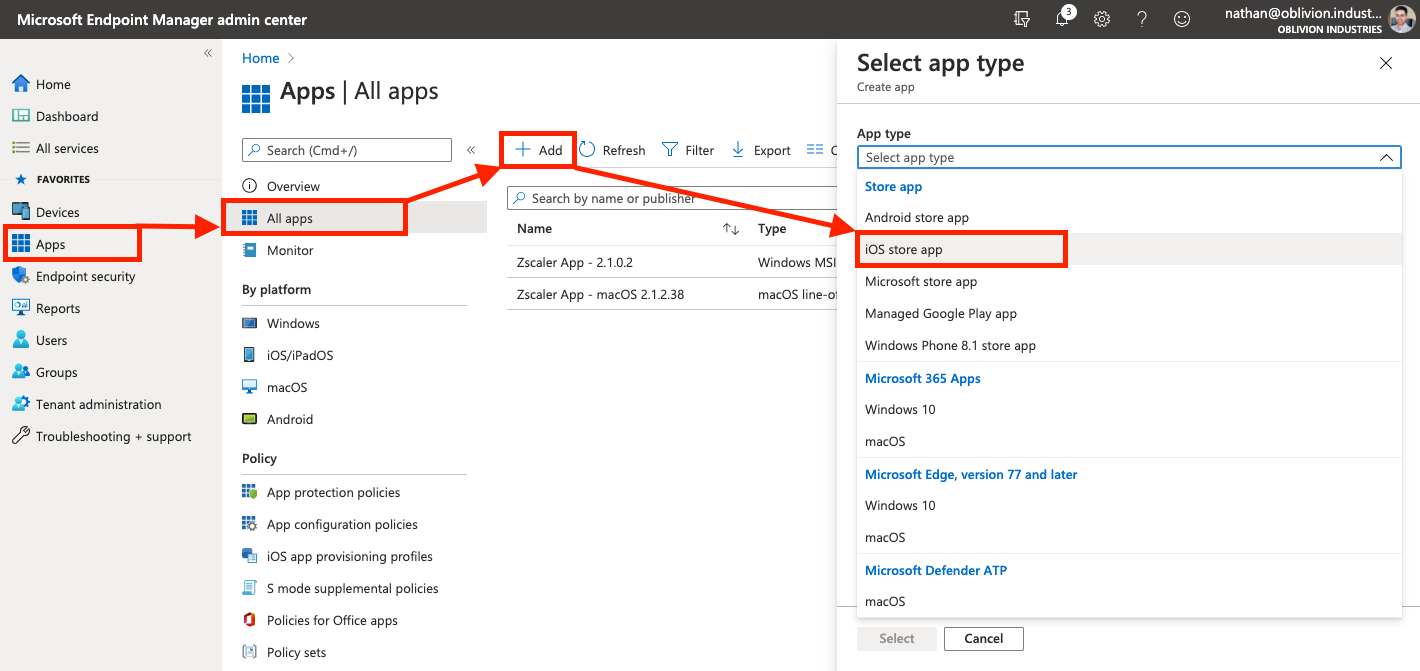 Microsoft Endpoint Manager admin center
3
nathan@oblivion.indust...
OBLIVION INDUSTRIES
«
Home
Dashboard
All services
FAVORITES
Devices
Apps
Endpoint security
Reports
Users
Groups
Tenant administration
Troubleshooting + support
Home >
Apps | All apps
Search (Cmd+/)
«
Overview
All apps
Monitor
By platform
Windows
iOS/iPadOS
macOS
Android
Policy
App protection policies
App configuration policies
iOS app provisioning profiles
S mode supplemental policies
Policies for Office apps
Policy sets
Add
Refresh
Filter
Export
Search by name or publisher
Name
Type
Zscaler App - 2.1.0.2
Windows MSI
Zscaler App - macOS 2.1.2.38
macOS line-of
Select app type
Create app
App type
Select app type
Store app
Android store app
iOS store app
Microsoft store app
Managed Google Play app
Windows Phone 8.1 store app
Microsoft 365 Apps
Windows 10
macOS
Microsoft Edge, version 77 and later
Windows 10
macOS
Microsoft Defender ATP
macOS
Select
Cancel